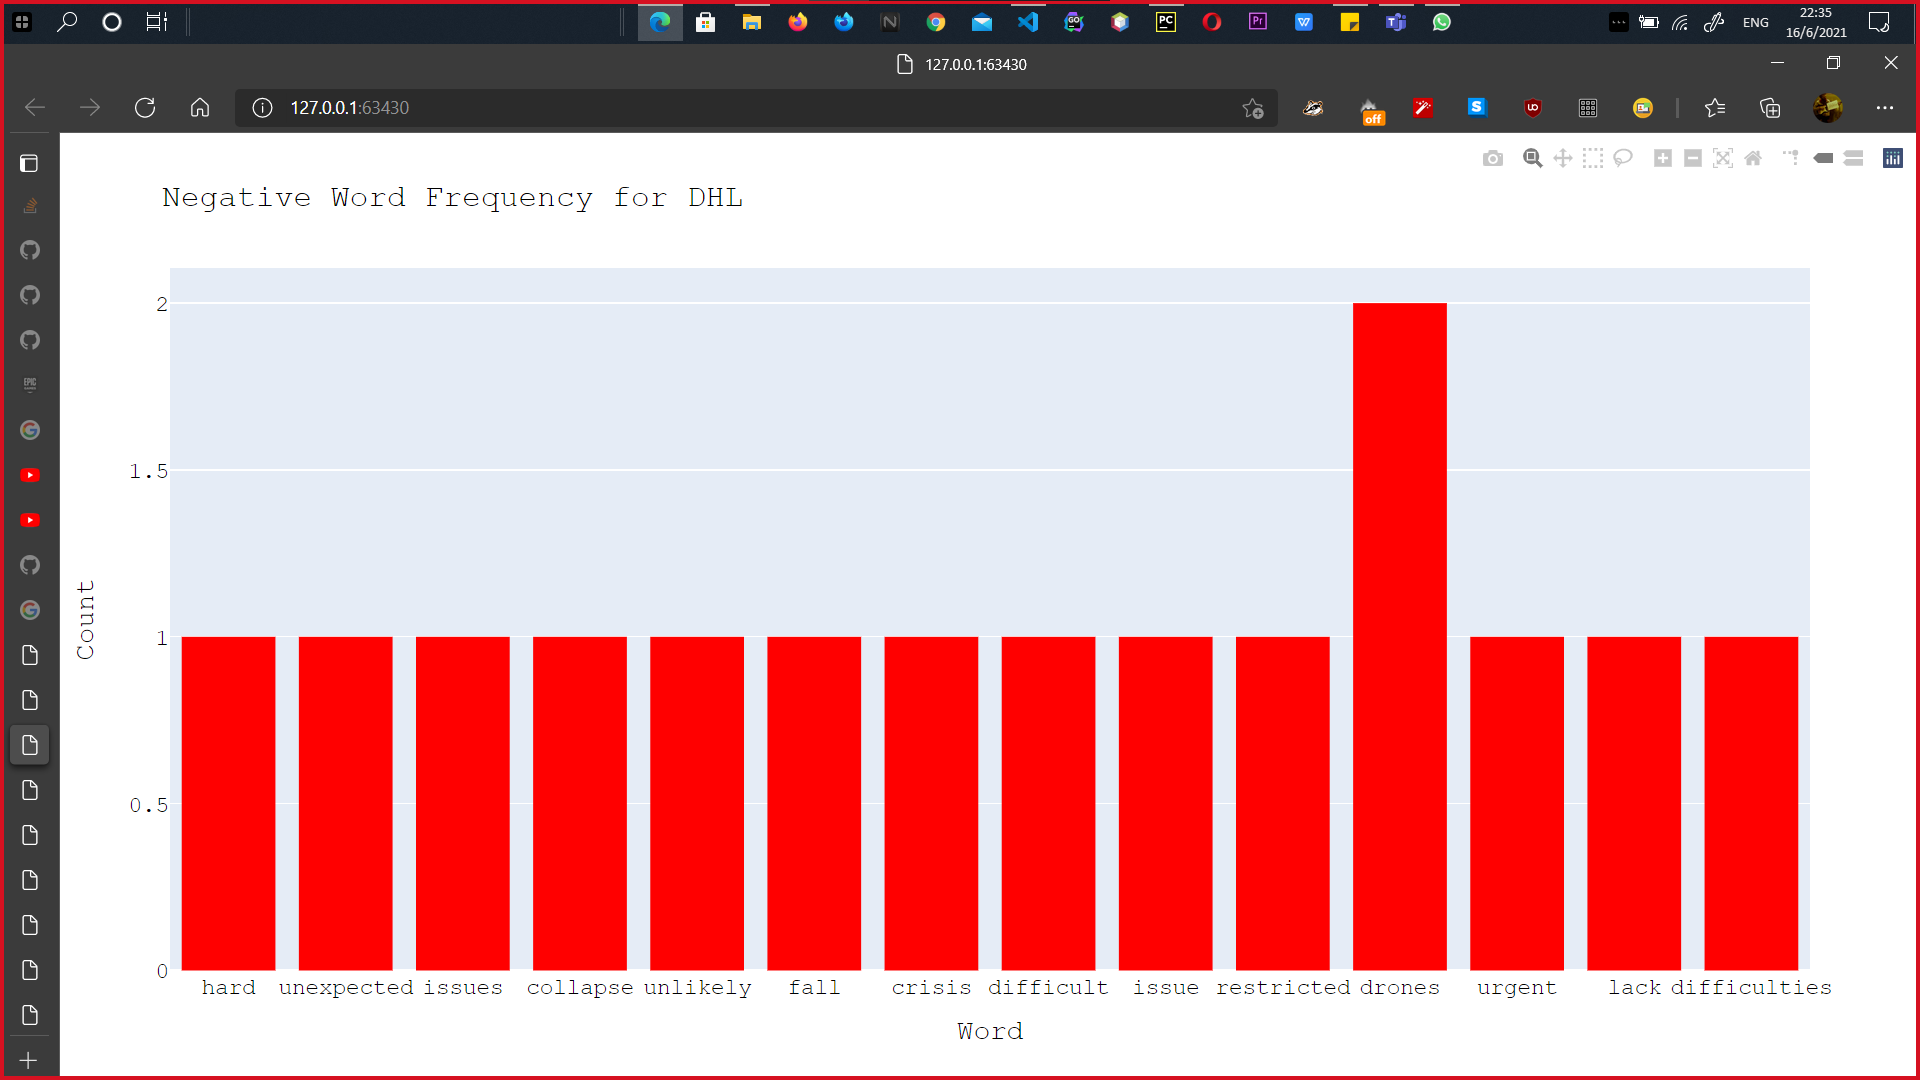 ENG
22:35
16/6/2021
127.0.0.1:63430
127.0.0.1:63430
off
Negative Word Frequency for DHL
2
1.5
1
0.5
0
Count
hard unexpected issues collapse unlikely fall crisis difficult issue restricted drones urgent lack difficulties
Word